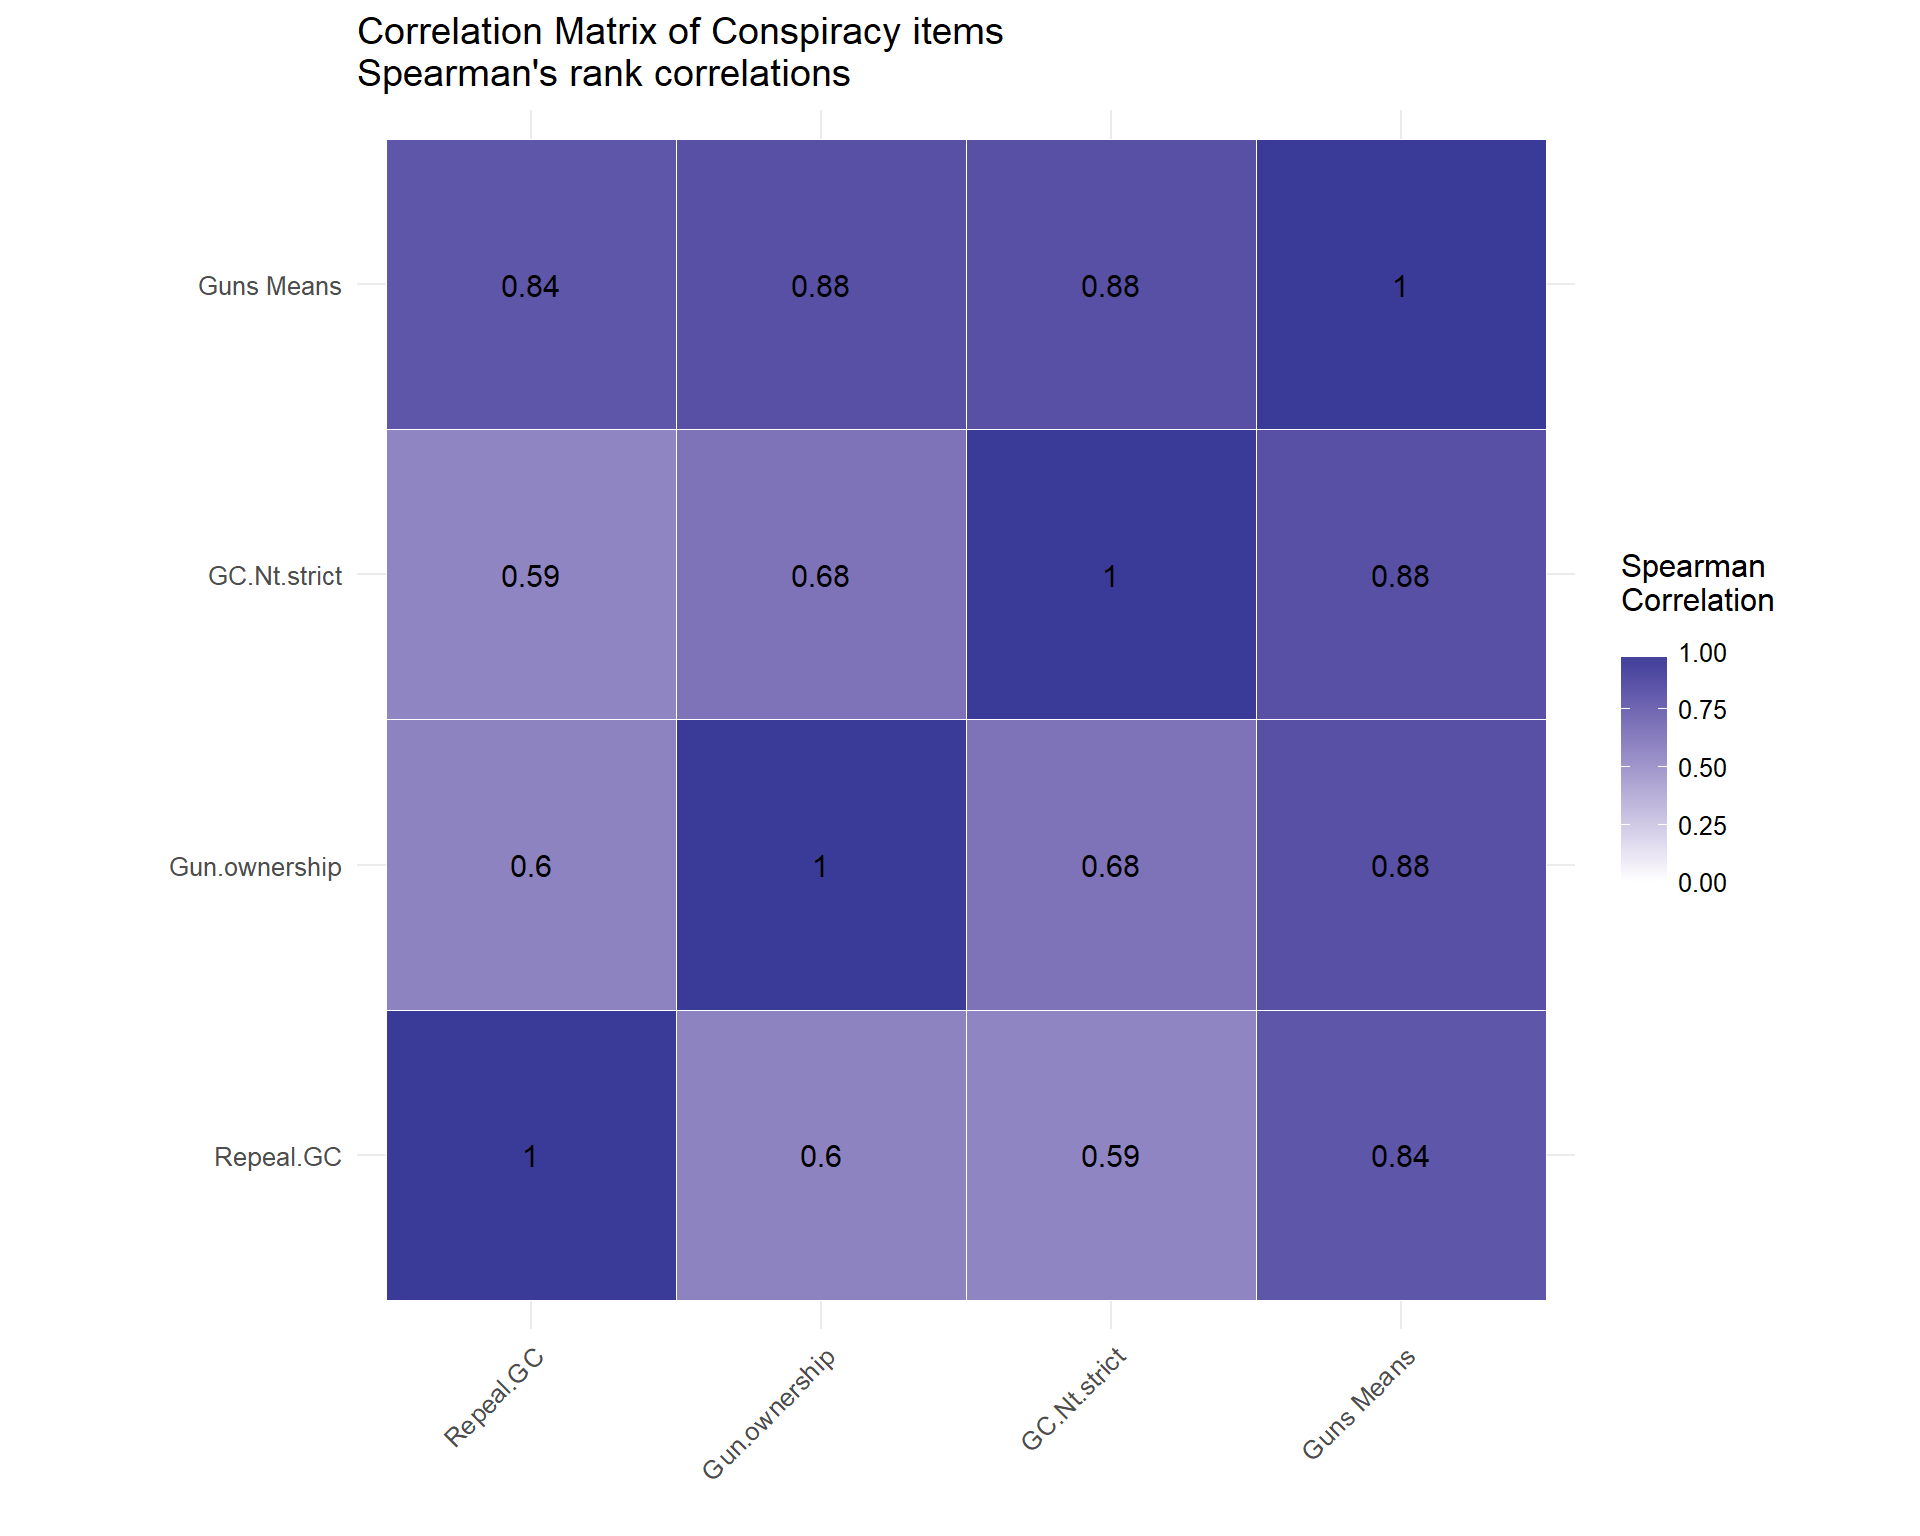 Correlation Matrix of Conspiracy items
Spearman's rank correlations
Guns Means
0.84 0.88 0.88 1
GC.Nt.strict
0.59 0.68 1 0.88
Gun.ownership
0.6 1 0.68 0.88
Repeal.GC
1 0.6 0.59 0.84
Repeal.GC
Gun.ownership
GC.Nt.strict
Guns Means
Spearman
Correlation
1.00
0.75
0.50
0.25
0.00